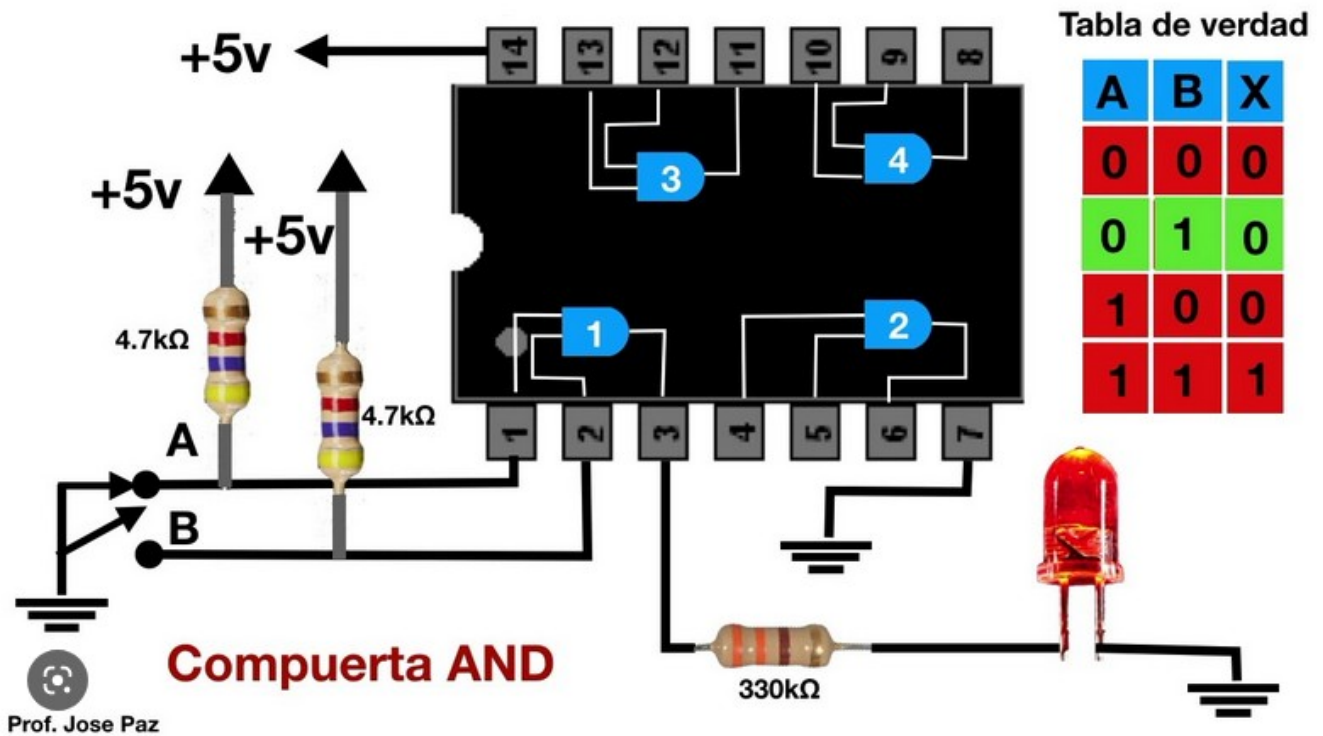 Tabla de verdad
+5v
14 13 12 11 10 9 8
A B X
0 0 0
0 1 0
1 0 0
1 1 1
3
4
+5v
+5v
4.7kΩ
4.7kΩ
1
2
1 2 3 4 5 6 7
A
B
Compuerta AND
330kΩ
Prof. Jose Paz